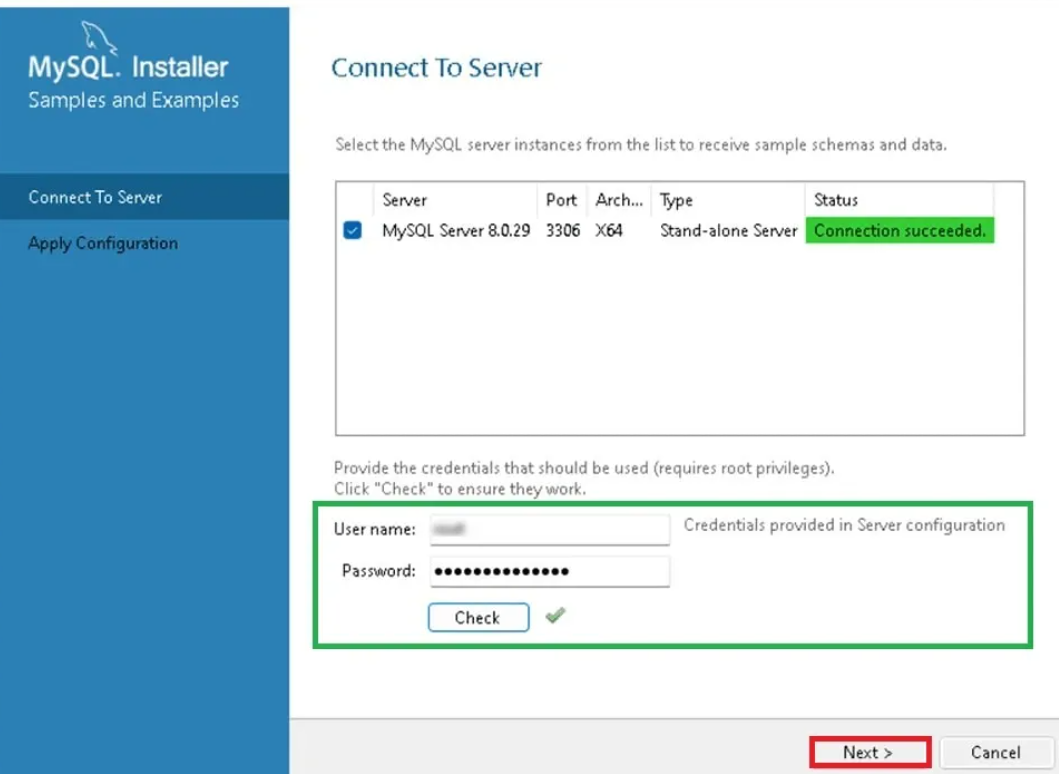 MySQL. Installer
Samples and Examples
Connect To Server
Apply Configuration
Connect To Server
Select the MySQL server instances from the list to receive sample schemas and data.
Server Port Arch... Type Status
MySQL Server 8.0.29 3306 X64 Stand-alone Server Connection succeeded.
Provide the credentials that should be used (requires root privileges).
Click "Check" to ensure they work.
User name: Credentials provided in Server configuration
Password: ••••••••••••••
Check
Next > Cancel